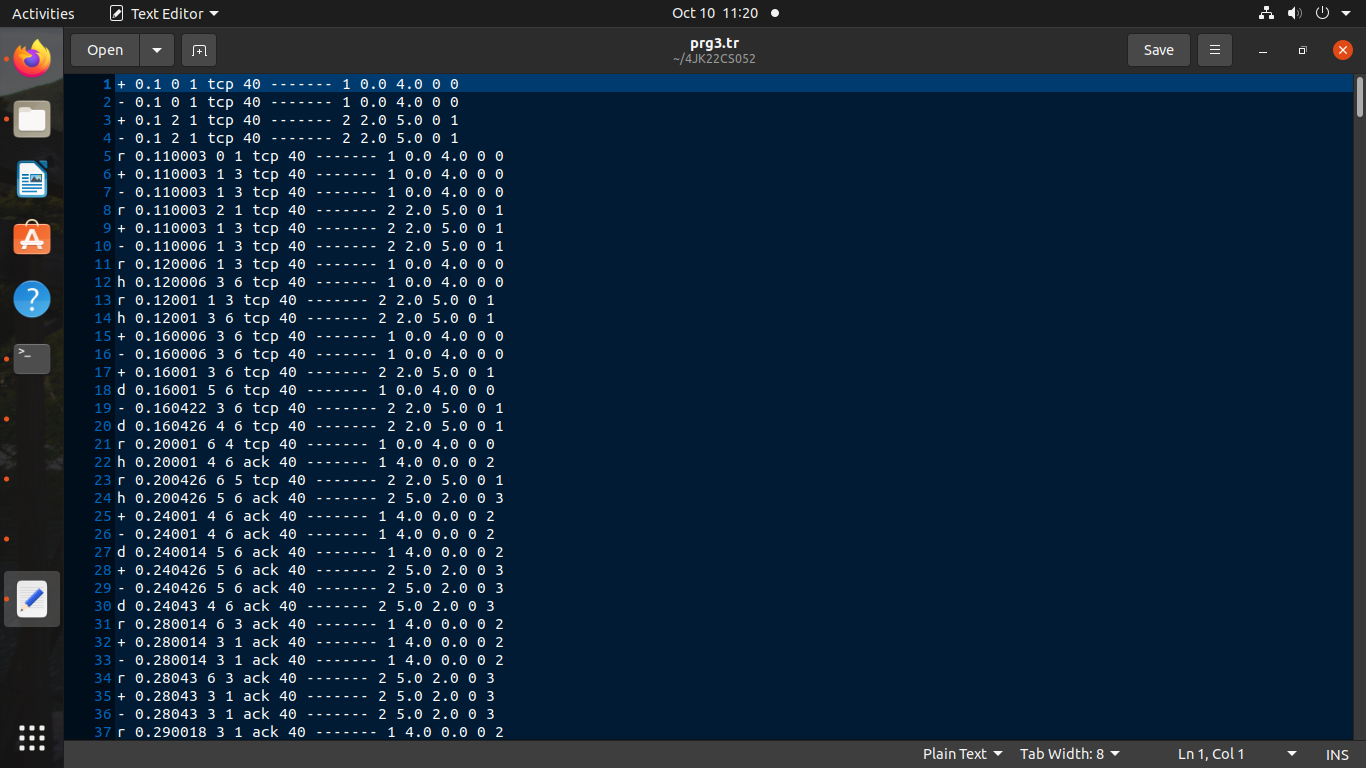 Activities Text Editor Oct 10 11:20
Open prg3.tr Save
~/4JK22CS052
1 + 0.1 0 1 tcp 40 ------- 1 0.0 4.0 0 0
2 - 0.1 0 1 tcp 40 ------- 1 0.0 4.0 0 0
3 + 0.1 2 1 tcp 40 ------- 2 2.0 5.0 0 1
4 - 0.1 2 1 tcp 40 ------- 2 2.0 5.0 0 1
5 r 0.110003 0 1 tcp 40 ------- 1 0.0 4.0 0 0
6 + 0.110003 1 3 tcp 40 ------- 1 0.0 4.0 0 0
7 - 0.110003 1 3 tcp 40 ------- 1 0.0 4.0 0 0
8 r 0.110003 2 1 tcp 40 ------- 2 2.0 5.0 0 1
9 + 0.110003 1 3 tcp 40 ------- 2 2.0 5.0 0 1
10 - 0.110006 1 3 tcp 40 ------- 2 2.0 5.0 0 1
11 r 0.120006 1 3 tcp 40 ------- 1 0.0 4.0 0 0
12 h 0.120006 3 6 tcp 40 ------- 1 0.0 4.0 0 0
13 r 0.12001 1 3 tcp 40 ------- 2 2.0 5.0 0 1
14 h 0.12001 3 6 tcp 40 ------- 2 2.0 5.0 0 1
15 + 0.160006 3 6 tcp 40 ------- 1 0.0 4.0 0 0
16 - 0.160006 3 6 tcp 40 ------- 1 0.0 4.0 0 0
17 + 0.16001 3 6 tcp 40 ------- 2 2.0 5.0 0 1
18 d 0.16001 5 6 tcp 40 ------- 1 0.0 4.0 0 0
19 - 0.160422 3 6 tcp 40 ------- 2 2.0 5.0 0 1
20 d 0.160426 4 6 tcp 40 ------- 2 2.0 5.0 0 1
21 r 0.20001 6 4 tcp 40 ------- 1 0.0 4.0 0 0
22 h 0.20001 4 6 ack 40 ------- 1 4.0 0.0 0 2
23 r 0.200426 6 5 tcp 40 ------- 2 2.0 5.0 0 1
24 h 0.200426 5 6 ack 40 ------- 2 5.0 2.0 0 3
25 + 0.24001 4 6 ack 40 ------- 1 4.0 0.0 0 2
26 - 0.24001 4 6 ack 40 ------- 1 4.0 0.0 0 2
27 d 0.240014 5 6 ack 40 ------- 1 4.0 0.0 0 2
28 + 0.240426 5 6 ack 40 ------- 2 5.0 2.0 0 3
29 - 0.240426 5 6 ack 40 ------- 2 5.0 2.0 0 3
30 d 0.24043 4 6 ack 40 ------- 2 5.0 2.0 0 3
31 r 0.280014 6 3 ack 40 ------- 1 4.0 0.0 0 2
32 + 0.280014 3 1 ack 40 ------- 1 4.0 0.0 0 2
33 - 0.280014 3 1 ack 40 ------- 1 4.0 0.0 0 2
34 r 0.28043 6 3 ack 40 ------- 2 5.0 2.0 0 3
35 + 0.28043 3 1 ack 40 ------- 2 5.0 2.0 0 3
36 - 0.28043 3 1 ack 40 ------- 2 5.0 2.0 0 3
37 r 0.290018 3 1 ack 40 ------- 1 4.0 0.0 0 2
Plain Text Tab Width: 8 Ln 1, Col 1 INS